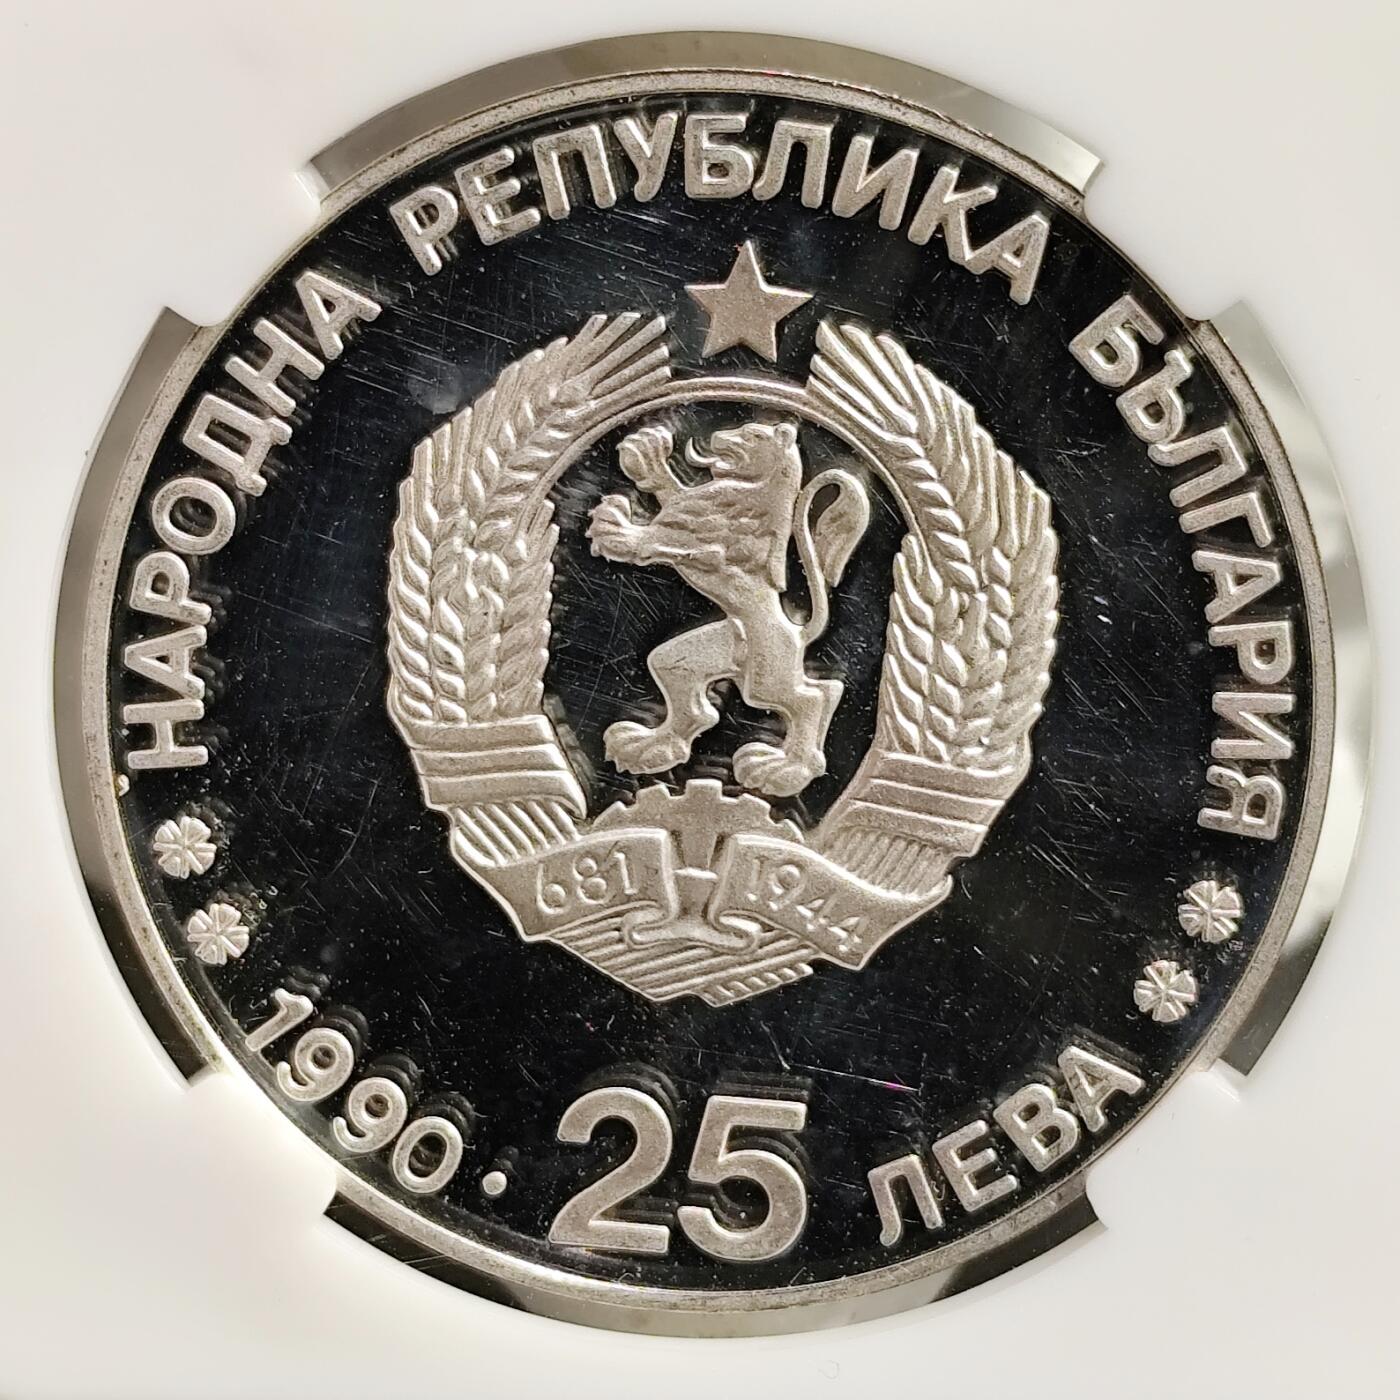 НАРОДНА РЕПУБЛИКА БЪЛГАРИЯ
681 1944
1990 · 25 ЛЕВА